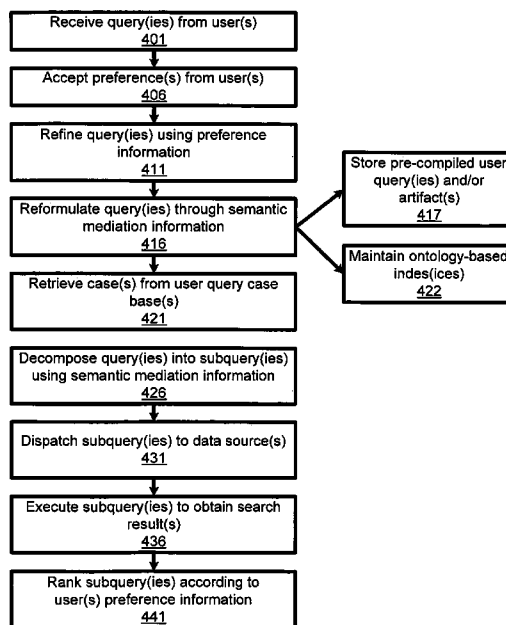 Receive query(ies) from user(s)
401
Accept preference(s) from user(s)
406
Refine query(ies) using preference
information
411
Reformulate query(ies) through semantic
mediation information
416
Store pre-compiled user
query(ies) and/or
artifact(s)
417
Maintain ontology-based
indes(ices)
422
Retrieve case(s) from user query case
base(s)
421
Decompose query(ies) into subquery(ies)
using semantic mediation information
426
Dispatch subquery(ies) to data source(s)
431
Execute subquery(ies) to obtain search
result(s)
436
Rank subquery(ies) according to
user(s) preference information
441